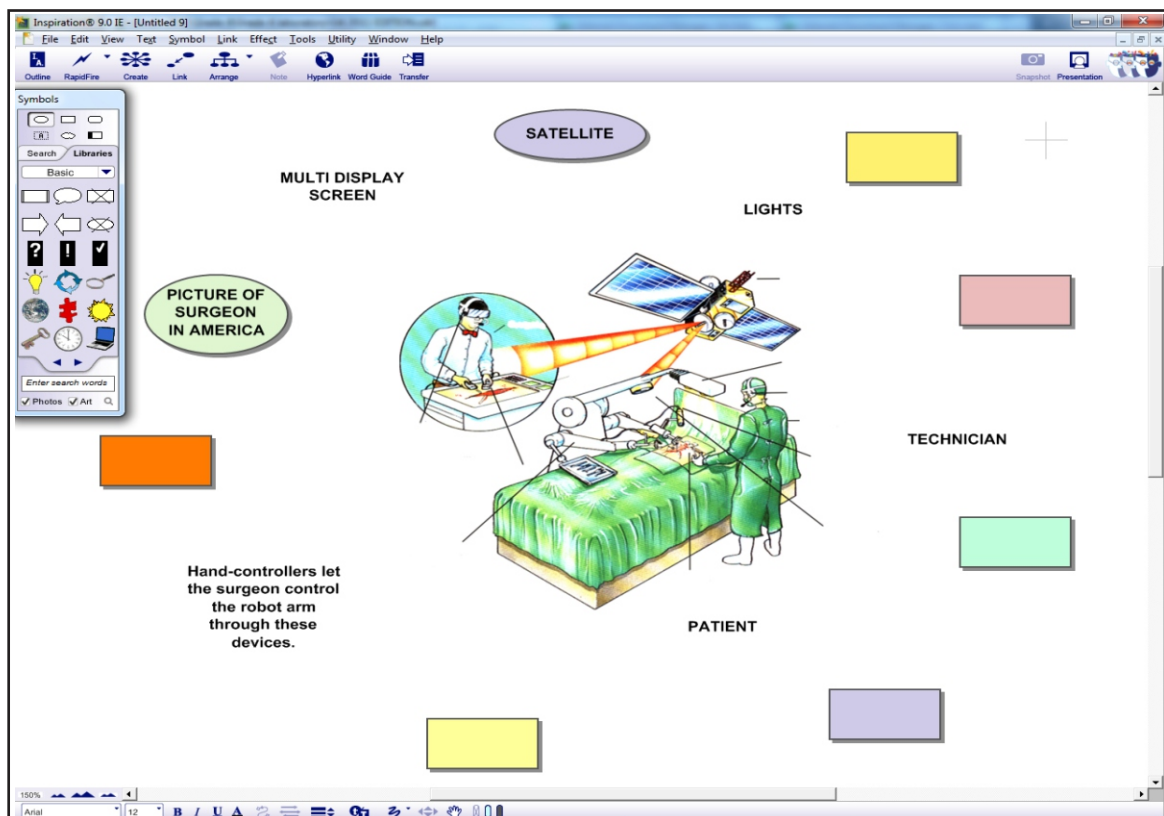 Inspiration® 9.0 IE - [Untitled 9]
File Edit View Text Symbol Link Effect Tools Utility Window Help
Outline RapidFire Create Link Arrange Note Hyperlink Word Guide Transfer Snapshot Presentation
Symbols
A
Search Libraries
Basic
? !
Enter search words
Photos Art
SATELLITE
MULTI DISPLAY
SCREEN
LIGHTS
PICTURE OF
SURGEON
IN AMERICA
TECHNICIAN
Hand-controllers let
the surgeon control
the robot arm
through these
devices.
PATIENT
150%
Arial 12 B I U A